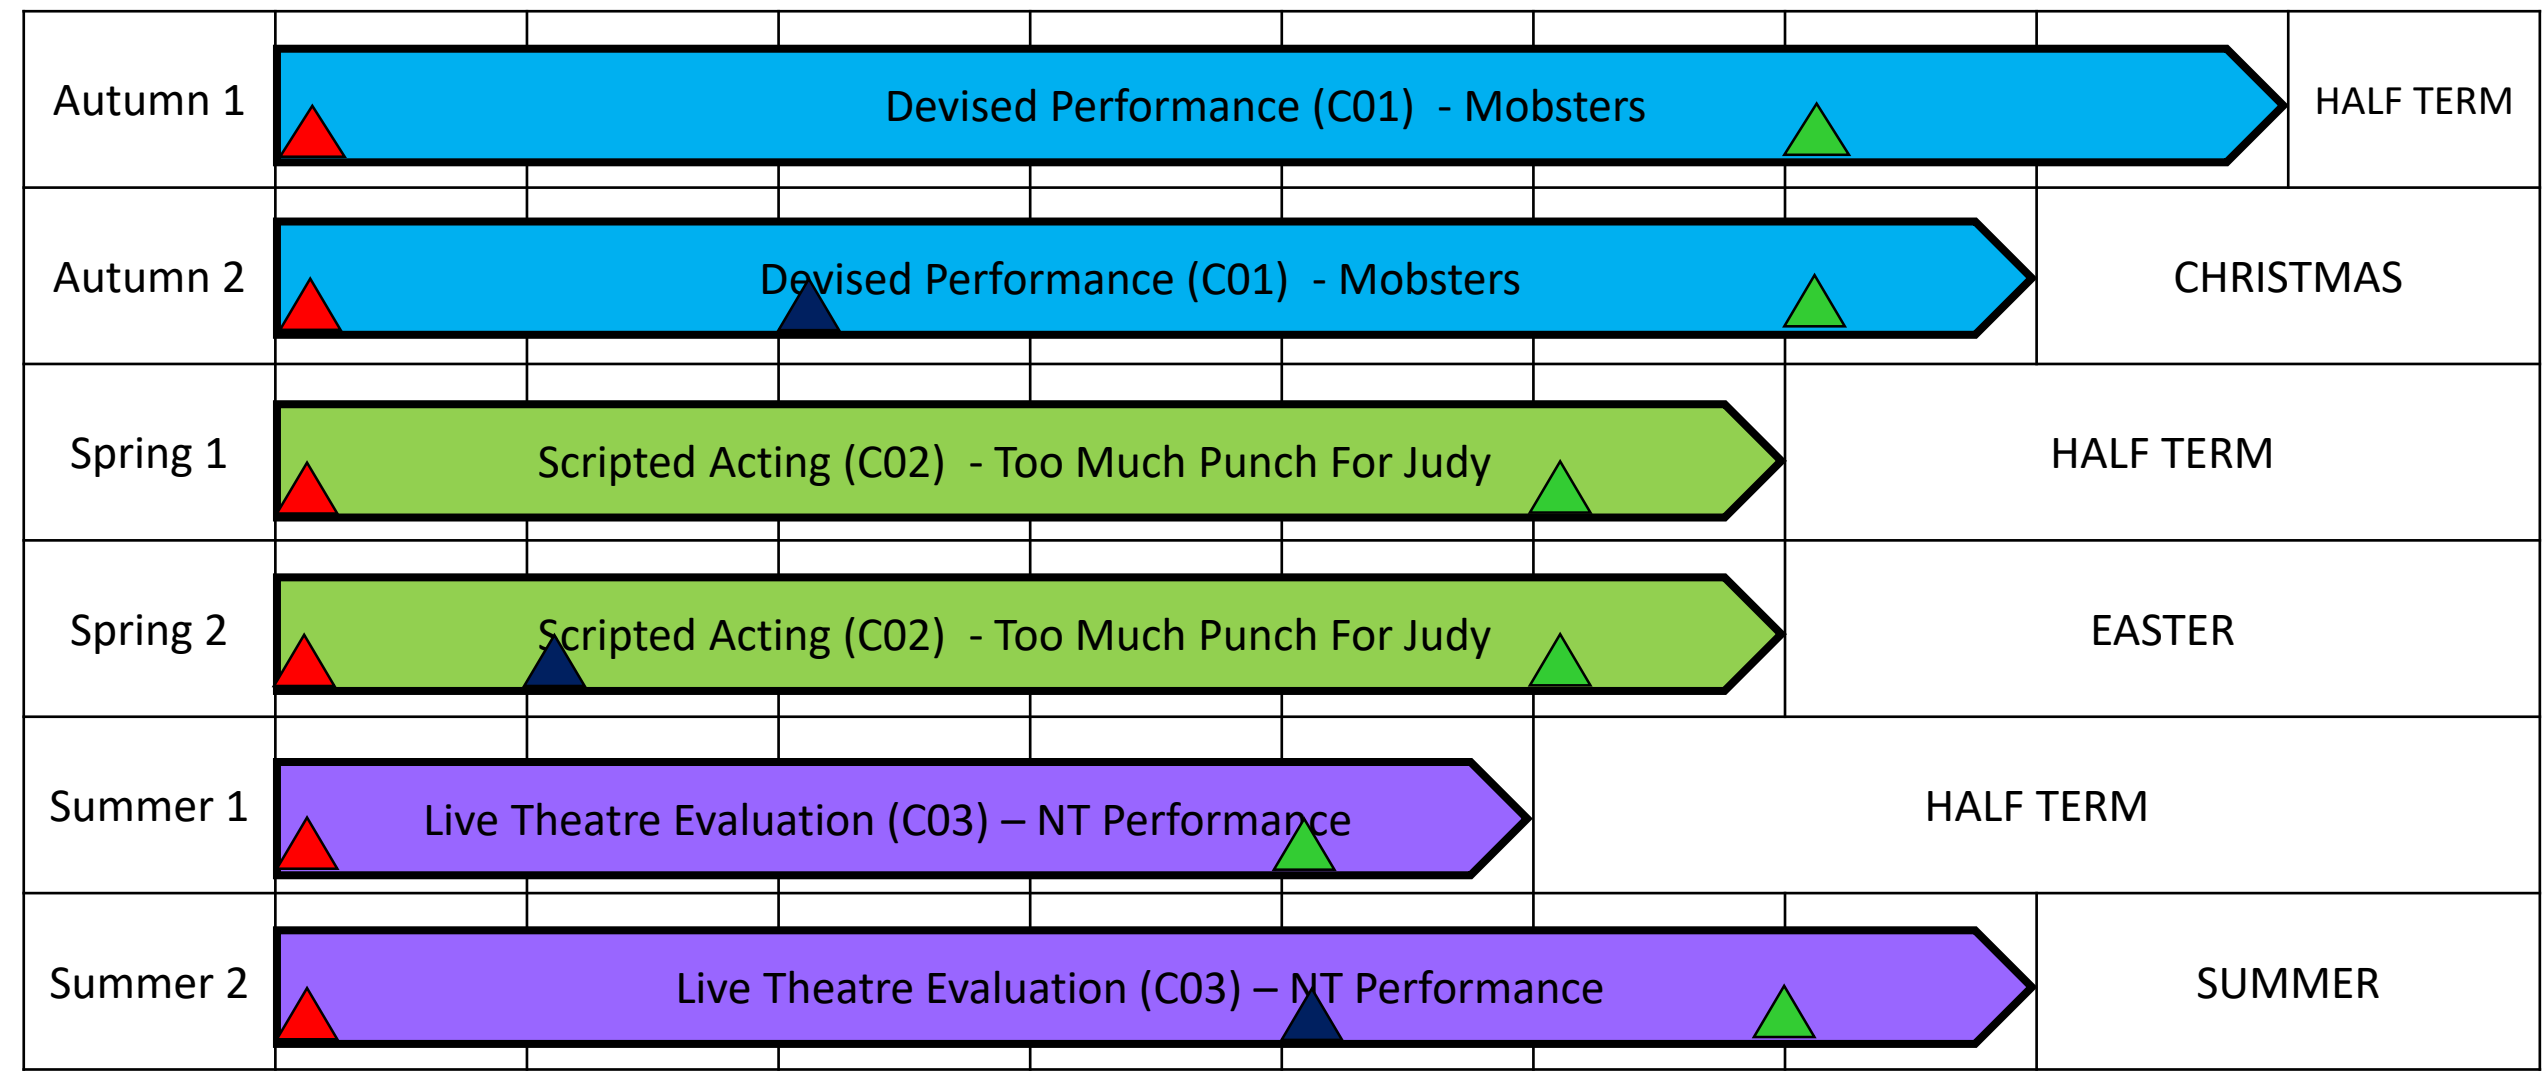 Autumn 1
Devised Performance (C01)  - Mobsters
HALF TERM
Autumn 2
Devised Performance (C01)  - Mobsters
CHRISTMAS
Spring 1
Scripted Acting (C02)  - Too Much Punch For Judy
HALF TERM
Spring 2
Scripted Acting (C02)  - Too Much Punch For Judy
EASTER
Summer 1
Live Theatre Evaluation (C03) – NT Performance
HALF TERM
Summer 2
Live Theatre Evaluation (C03) – NT Performance
SUMMER